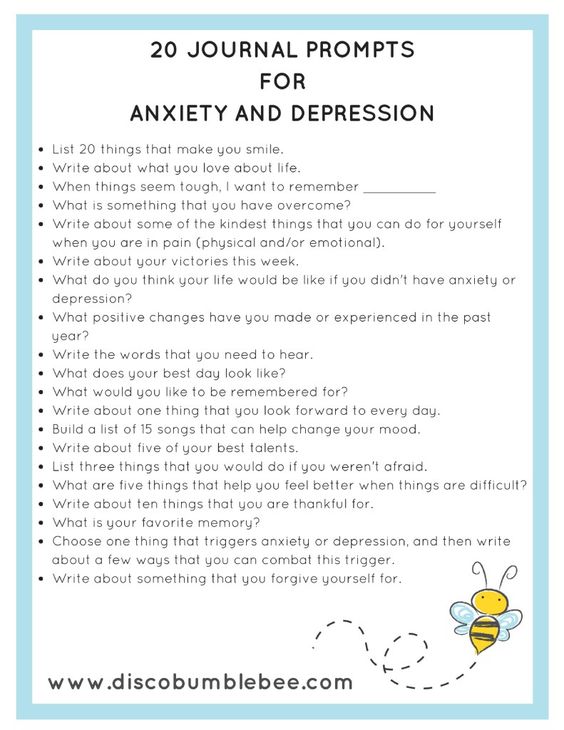 20 JOURNAL PROMPTS
FOR
ANXIETY AND DEPRESSION
• List 20 things that make you smile.
• Write about what you love about life.
• When things seem tough, I want to remember __________
• What is something that you have overcome?
• Write about some of the kindest things that you can do for yourself
when you are in pain (physical and/or emotional).
• Write about your victories this week.
• What do you think your life would be like if you didn't have anxiety or
depression?
• What positive changes have you made or experienced in the past
year?
• Write the words that you need to hear.
• What does your best day look like?
• What would you like to be remembered for?
• Write about one thing that you look forward to every day.
• Build a list of 15 songs that can help change your mood.
• Write about five of your best talents.
• List three things that you would do if you weren't afraid.
• What are five things that help you feel better when things are difficult?
• Write about ten things that you are thankful for.
• What is your favorite memory?
• Choose one thing that triggers anxiety or depression, and then write
about a few ways that you can combat this trigger.
• Write about something that you forgive yourself for.
www.discobumblebee.com